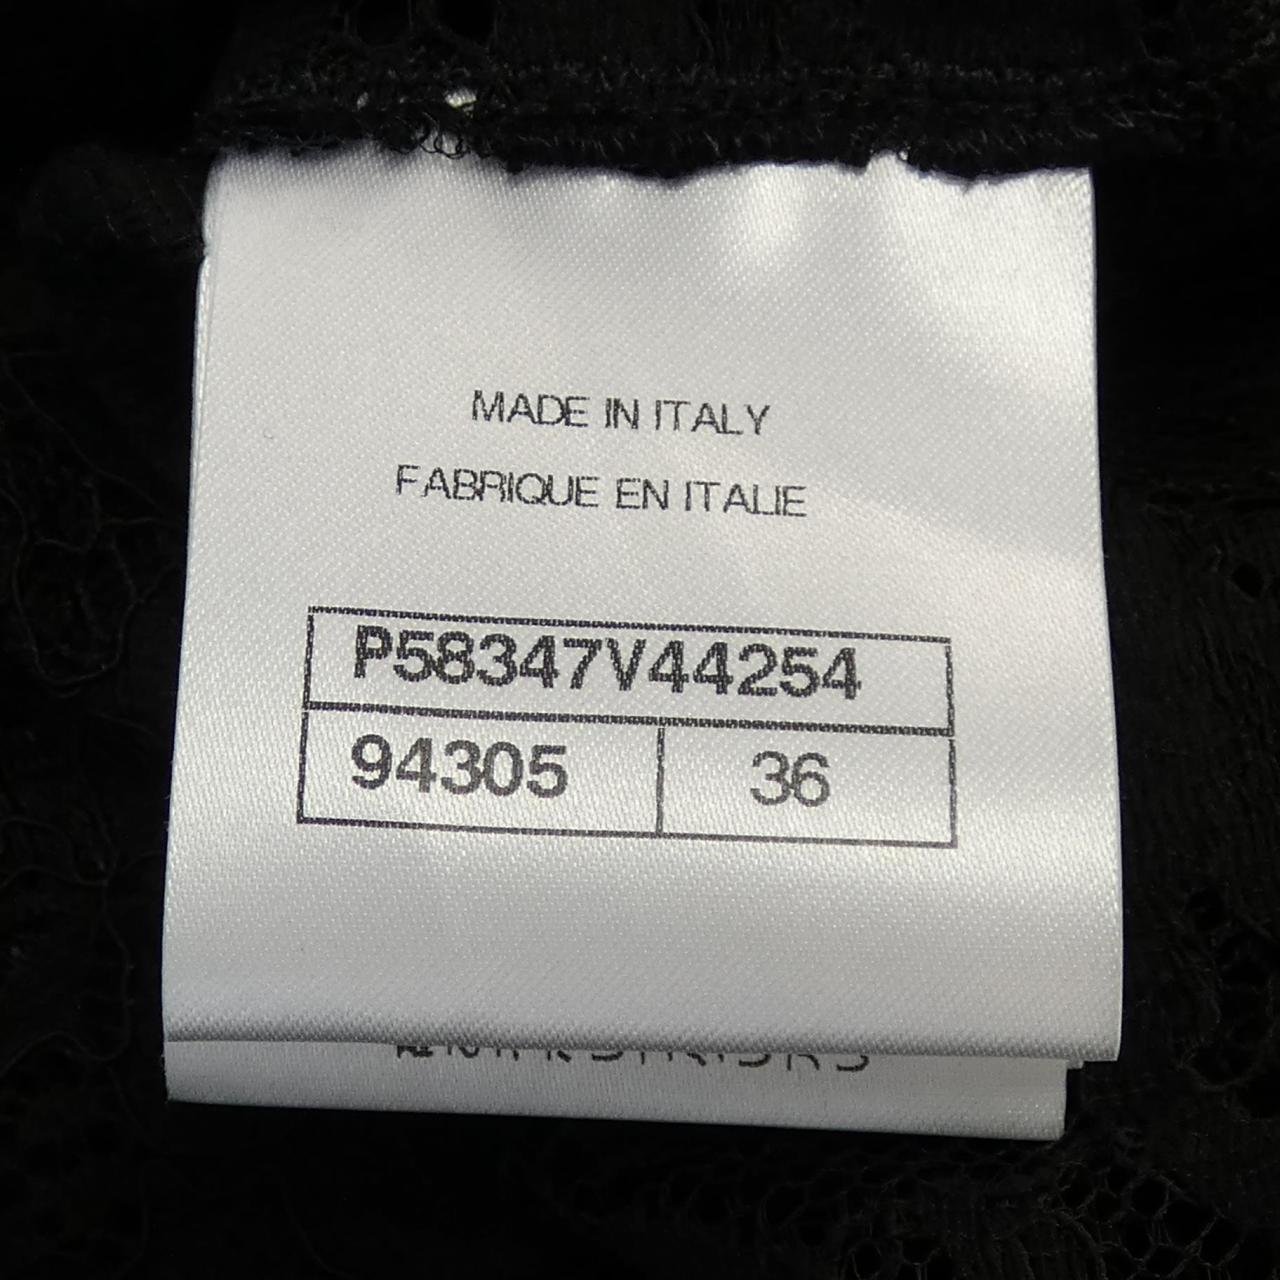 MADE IN ITALY
FABRIQUE EN ITALIE
P58347V44254
94305 36